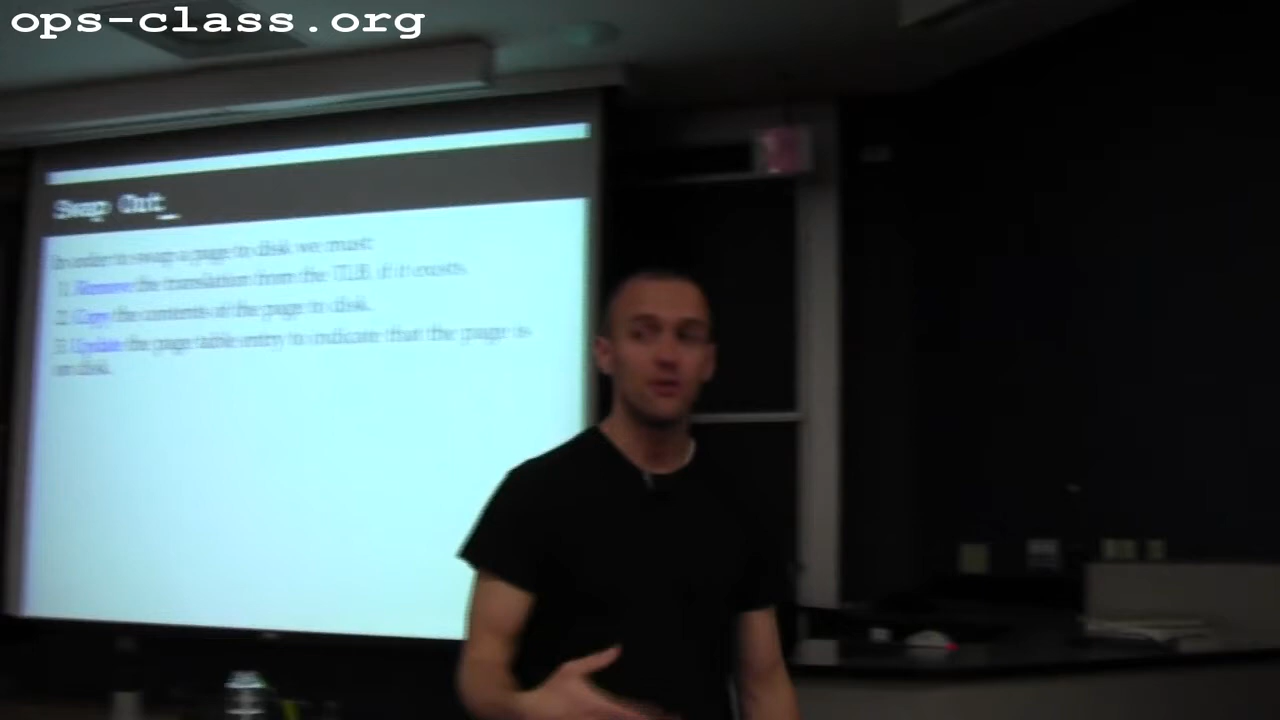 ops-class.org
Swap Out_
In order to swap a page to disk we must:
1. Remove the translation from the TLB if it exists.
2. Copy the contents of the page to disk.
3. Update the page table entry to indicate that the page is
on disk.